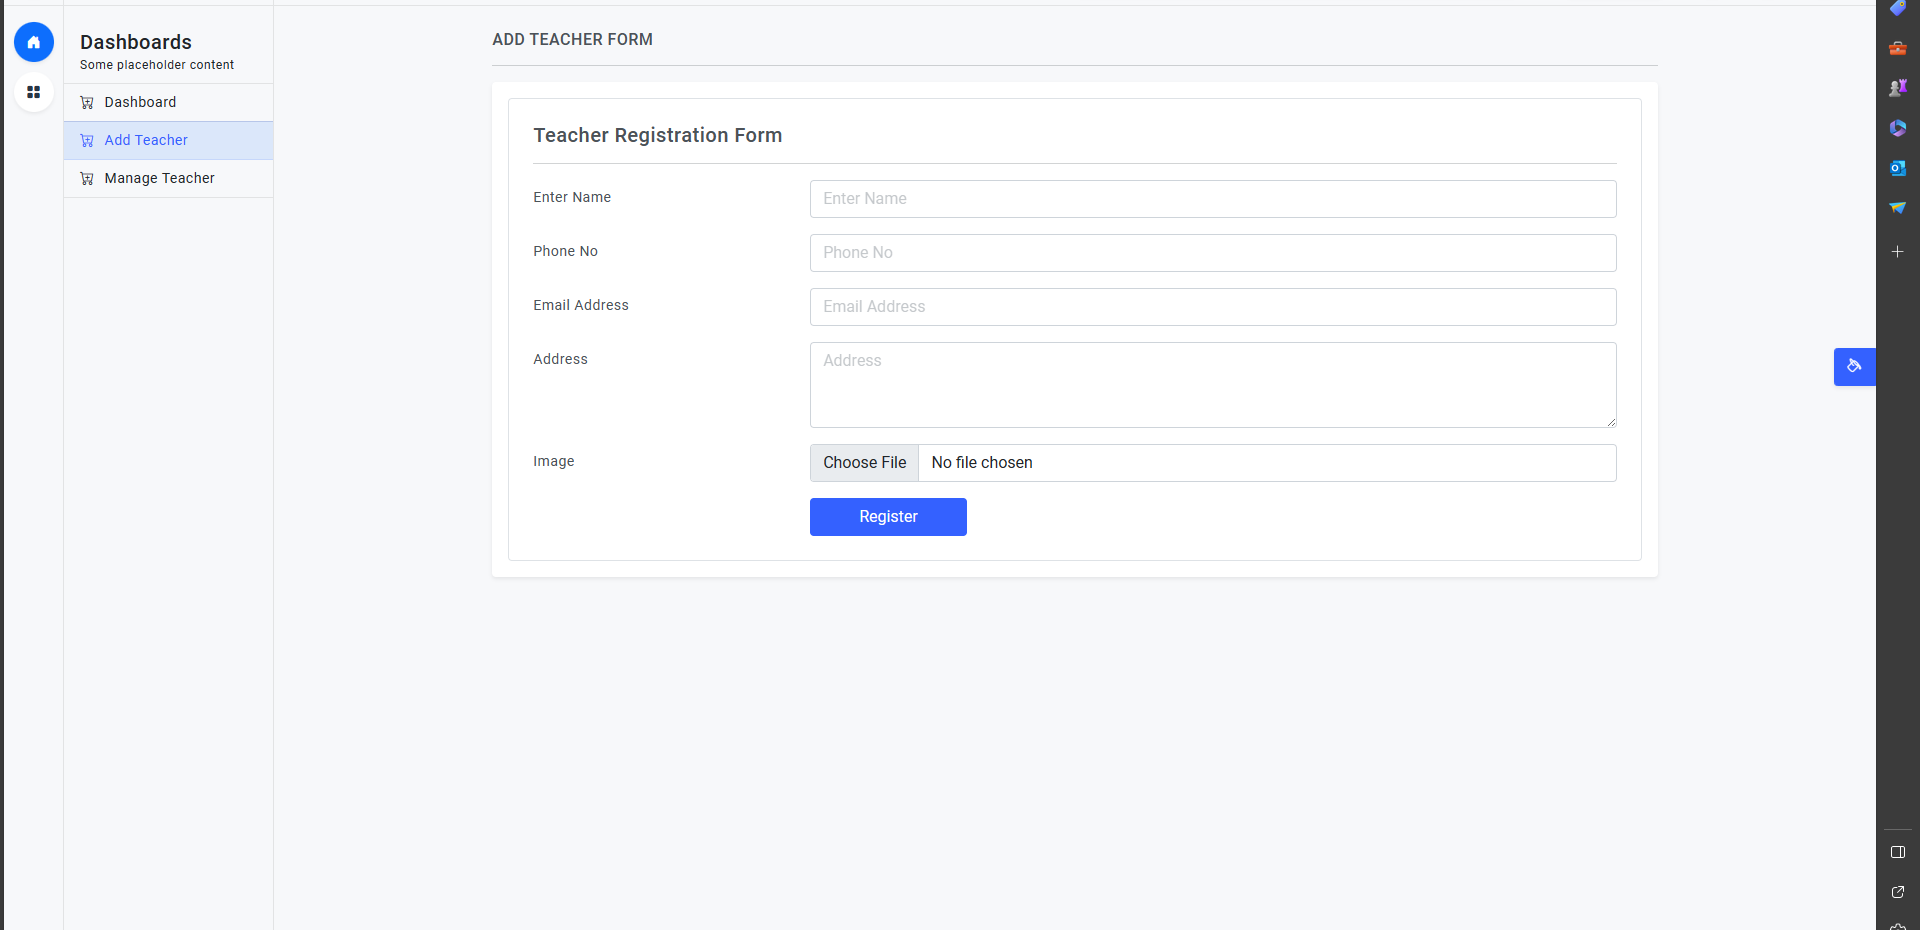 Dashboards
Some placeholder content
Dashboard
Add Teacher
Manage Teacher
ADD TEACHER FORM
Teacher Registration Form
Enter Name
Enter Name
Phone No
Phone No
Email Address
Email Address
Address
Address
Image
Choose File No file chosen
Register